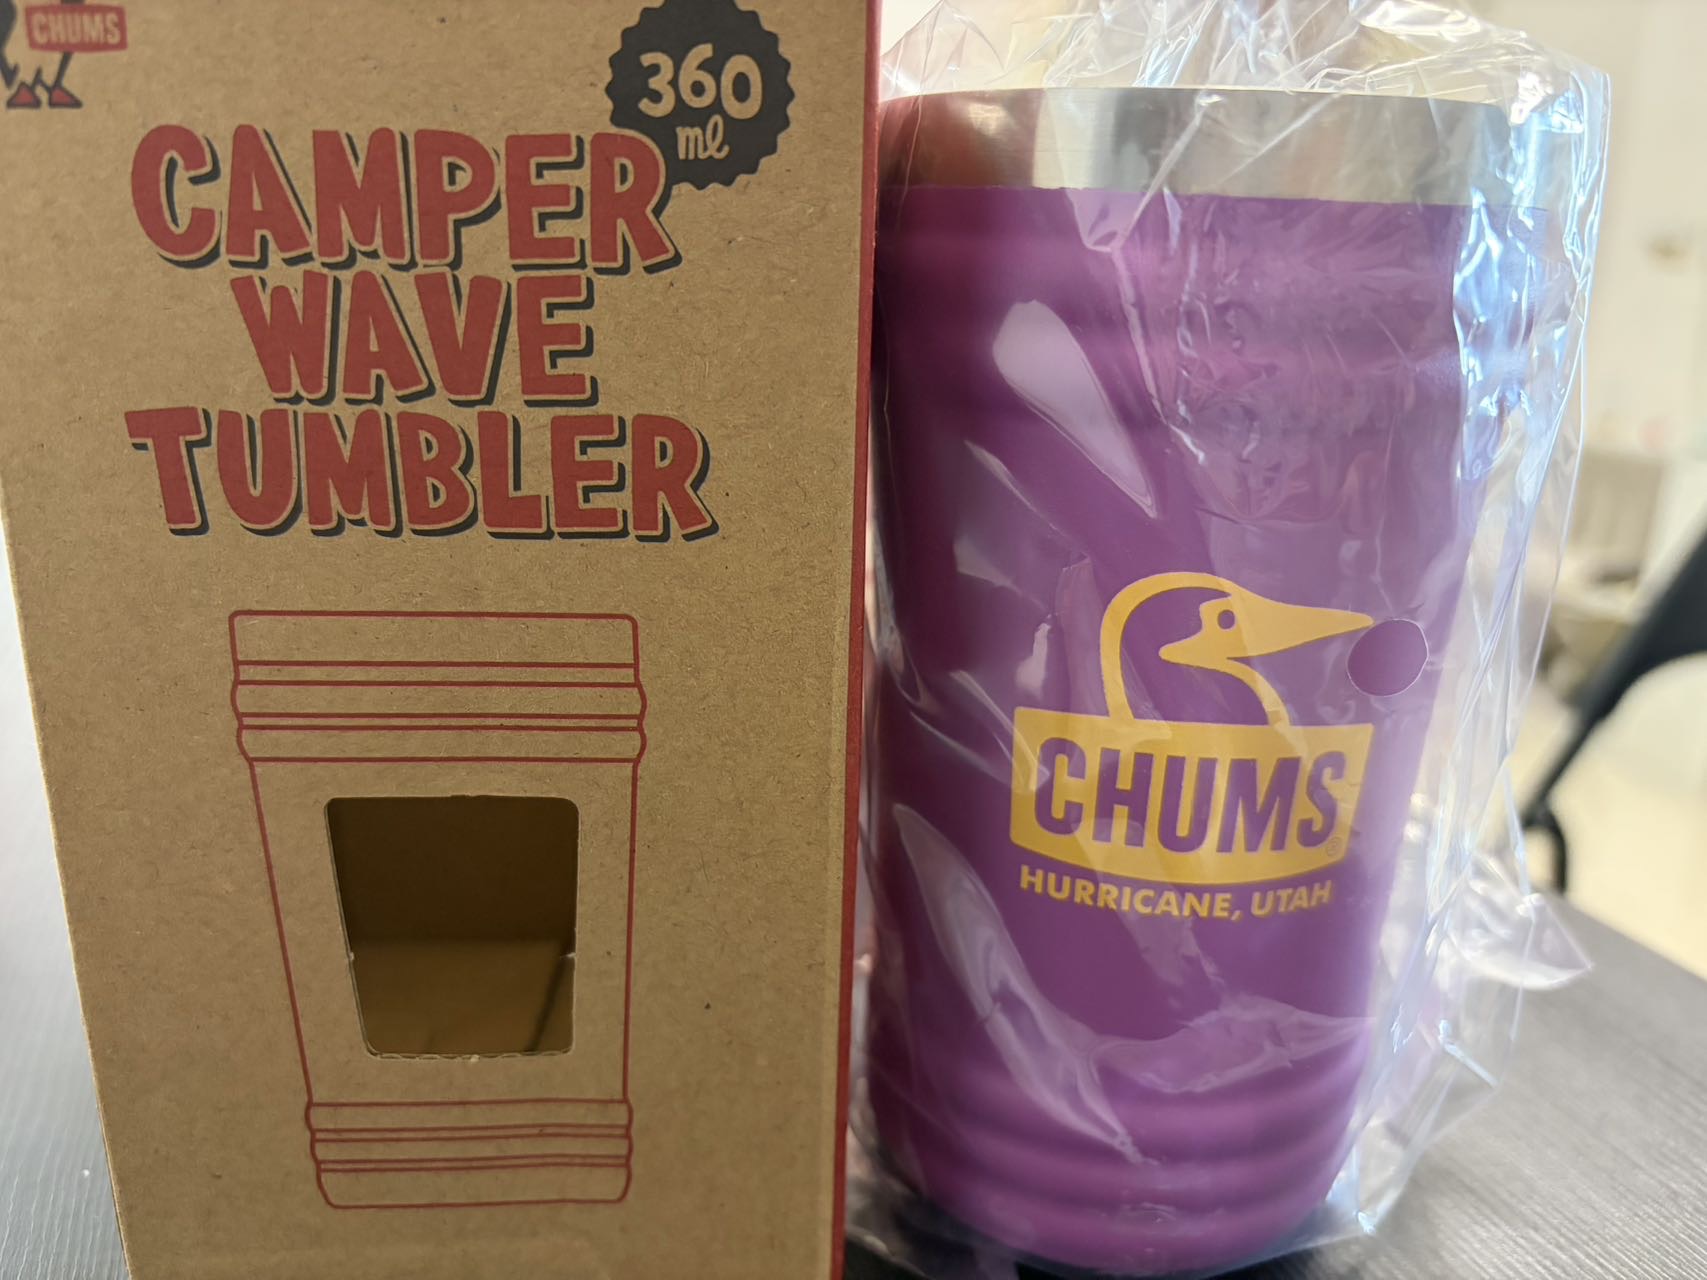 CHUMS
360
ml
CAMPER
WAVE
TUMBLER
CHUMS®
HURRICANE, UTAH